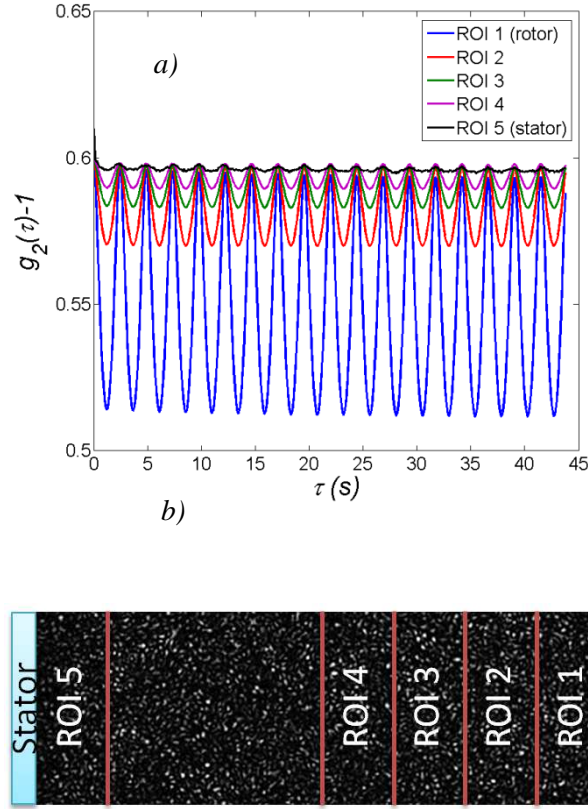 0.65
a)
ROI 1 (rotor)
ROI 2
ROI 3
ROI 4
ROI 5 (stator)
0.6
g2(τ)-1
0.55
0.5
0 5 10 15 20 25 30 35 40 45
τ (s)
b)
Stator
ROI 5
ROI 4
ROI 3
ROI 2
ROI 1